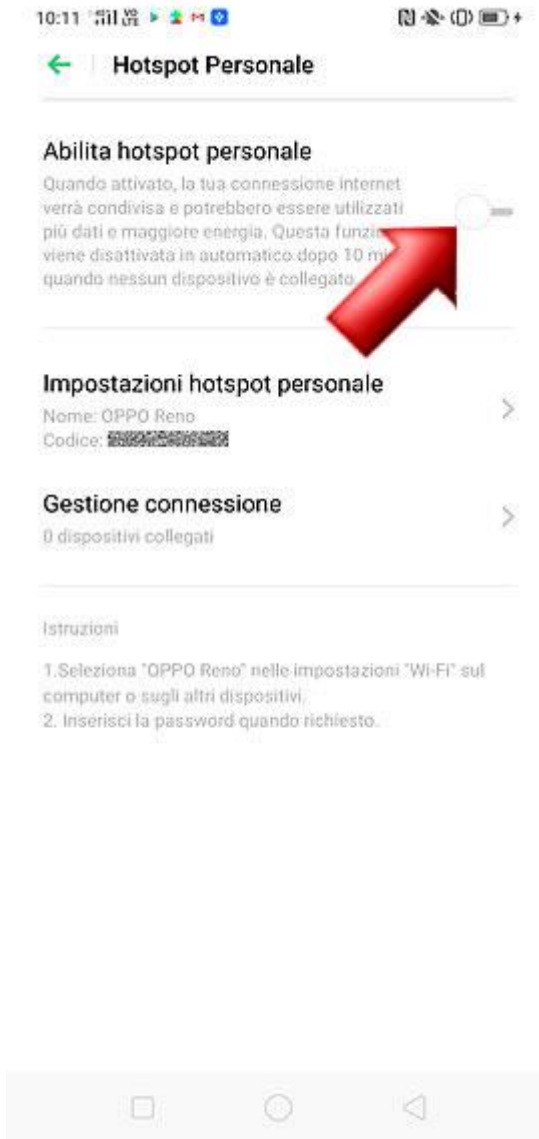 10:11
Hotspot Personale
Abilita hotspot personale
Quando attivato, la tua connessione internet
verrà condivisa e potrebbero essere utilizzati
più dati e maggiore energia. Questa
viene disattivata in automatico dopo 10
quando nessun dispositivo è collegato
Impostazioni hotspot personale
Nome: OPPO Reno
Codice:
Gestione connessione
0 dispositivi collegati
Istruzioni
1.Seleziona "OPPO Reno" nelle impostazioni "Wi-Fi" sul
computer o sugli altri dispositivi.
2. Inserisci la password quando richiesto.